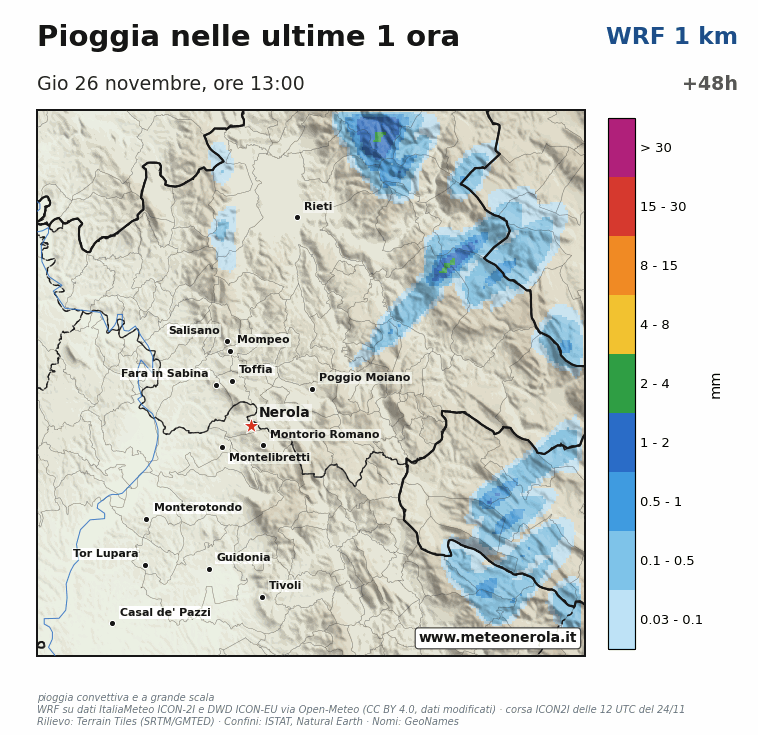 Pioggia nelle ultime 1 ora
WRF 1 km
Gio 26 novembre, ore 13:00
+48h
Rieti
Salisano
Mompeo
Fara in Sabina
Toffia
Poggio Moiano
Nerola
Montorio Romano
Montelibretti
Monterotondo
Tor Lupara
Guidonia
Tivoli
Casal de' Pazzi
www.meteonerola.it
> 30
15 - 30
8 - 15
4 - 8
2 - 4
1 - 2
0.5 - 1
0.1 - 0.5
0.03 - 0.1
mm
pioggia convettiva e a grande scala
WRF su dati ItaliaMeteo ICON-2I e DWD ICON-EU via Open-Meteo (CC BY 4.0, dati modificati) · corsa ICON2I delle 12 UTC del 24/11
Rilievo: Terrain Tiles (SRTM/GMTED) · Confini: ISTAT, Natural Earth · Nomi: GeoNames